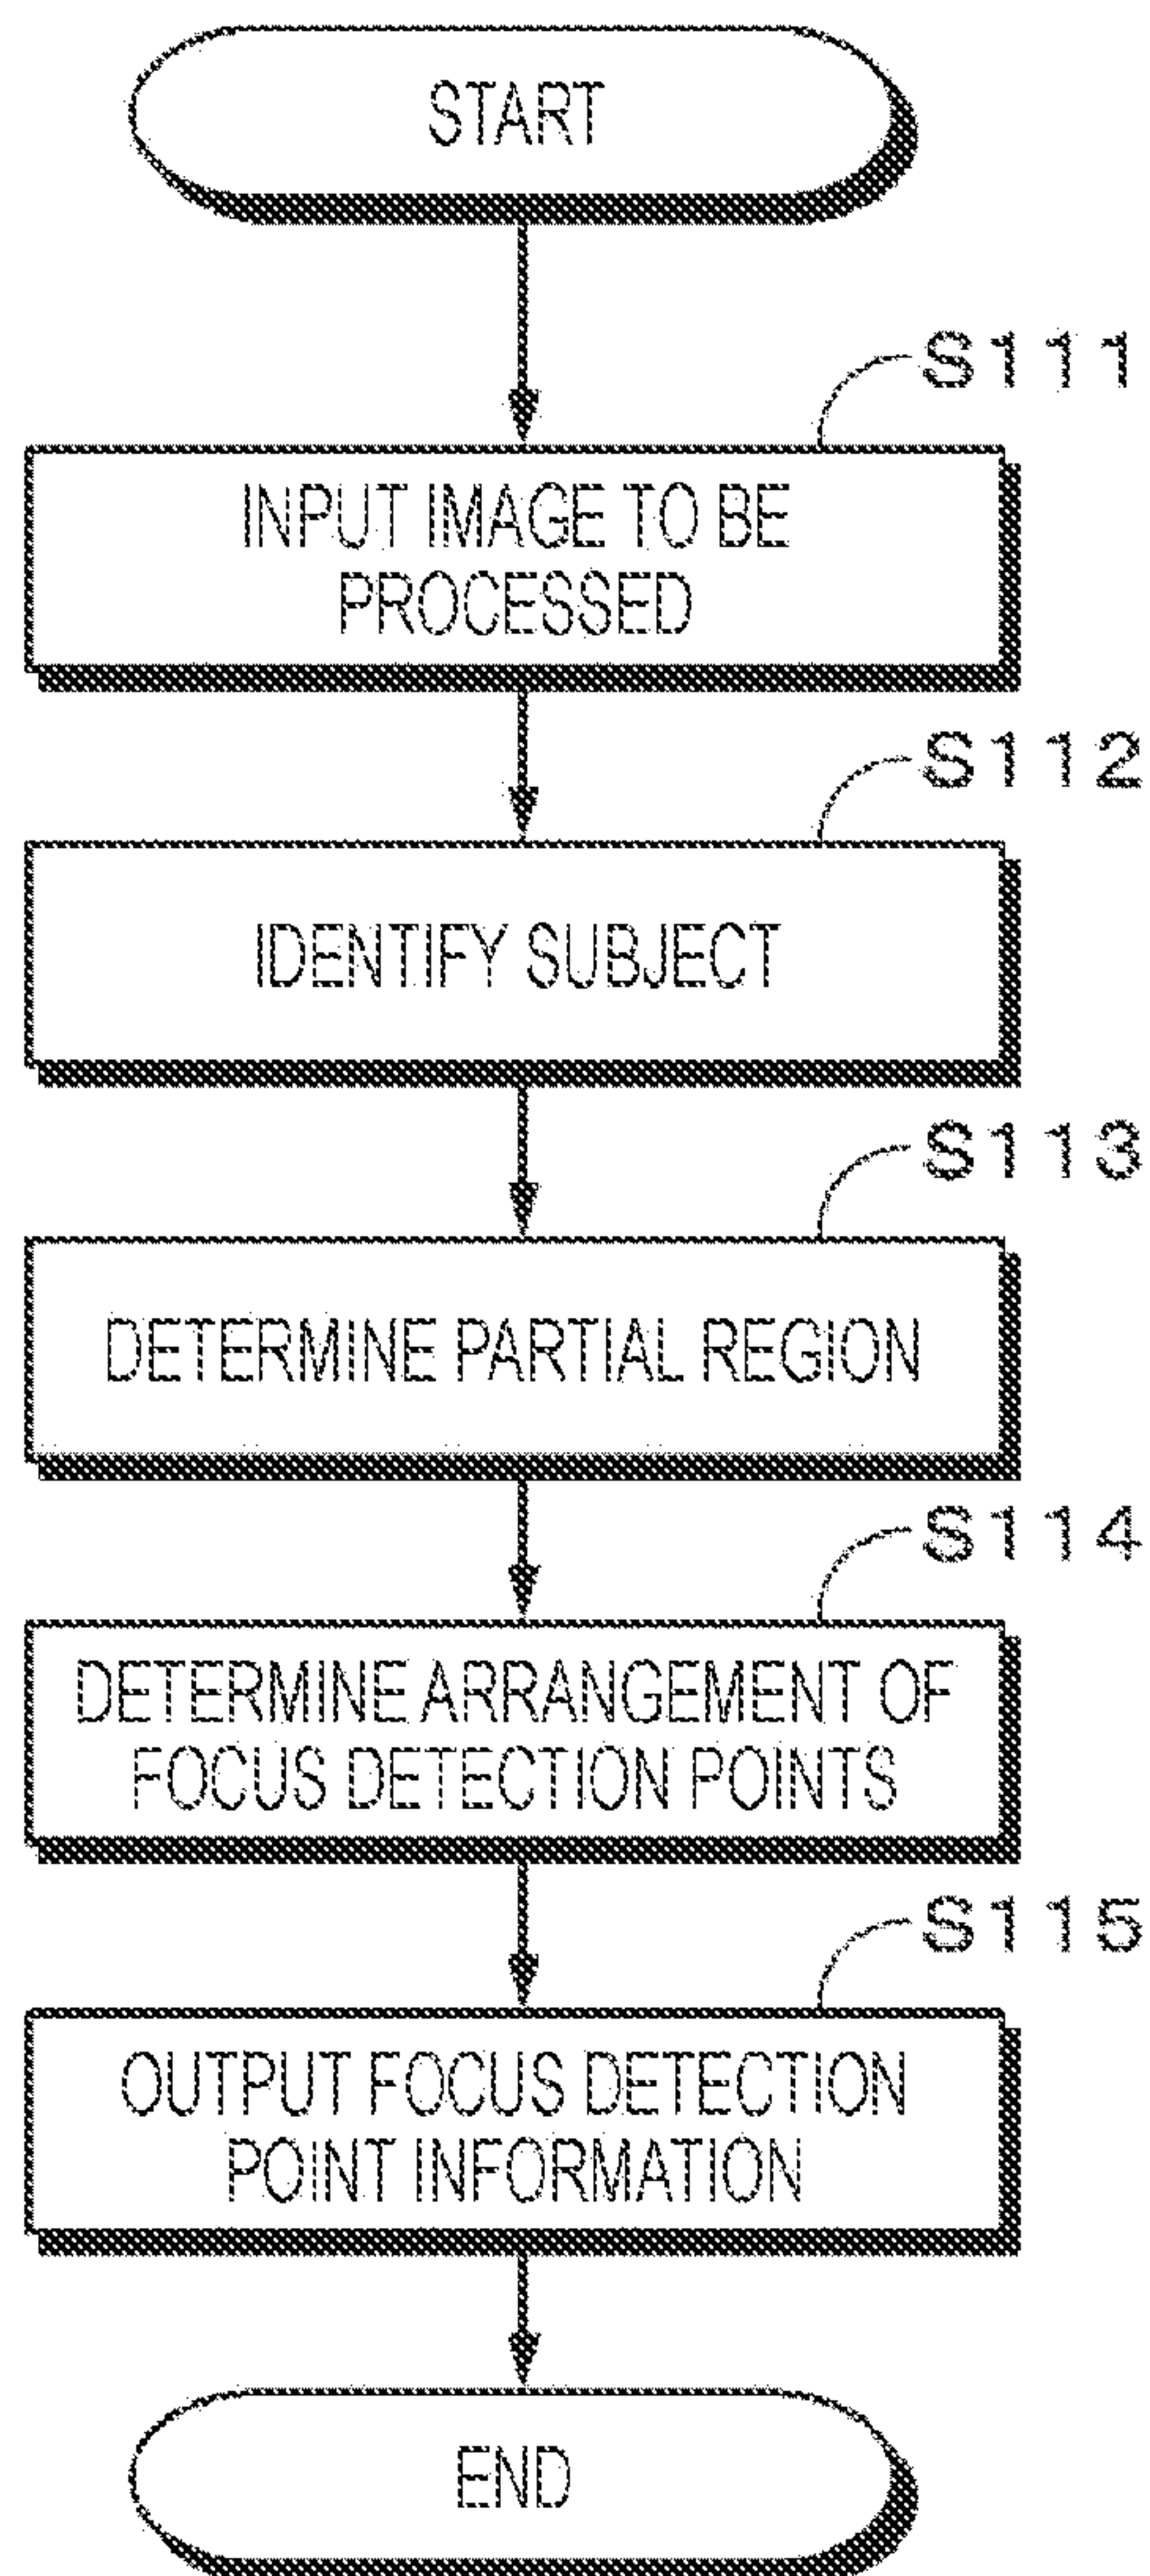 START
S111
INPUT IMAGE TO BE
PROCESSED
S112
IDENTIFY SUBJECT
S113
DETERMINE PARTIAL REGION
S114
DETERMINE ARRANGEMENT OF
FOCUS DETECTION POINTS
S115
OUTPUT FOCUS DETECTION
POINT INFORMATION
END